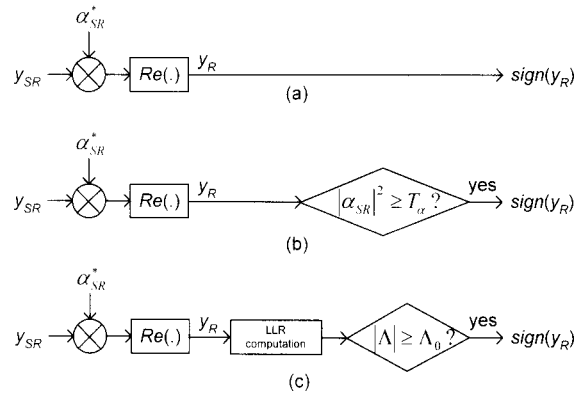 α*SR
ySR Re(.) yR sign(yR)
(a)
α*SR
ySR Re(.) yR |αSR|² ≥ Tα ? yes sign(yR)
(b)
α*SR
ySR Re(.) yR LLR computation |Λ| ≥ Λ0 ? yes sign(yR)
(c)